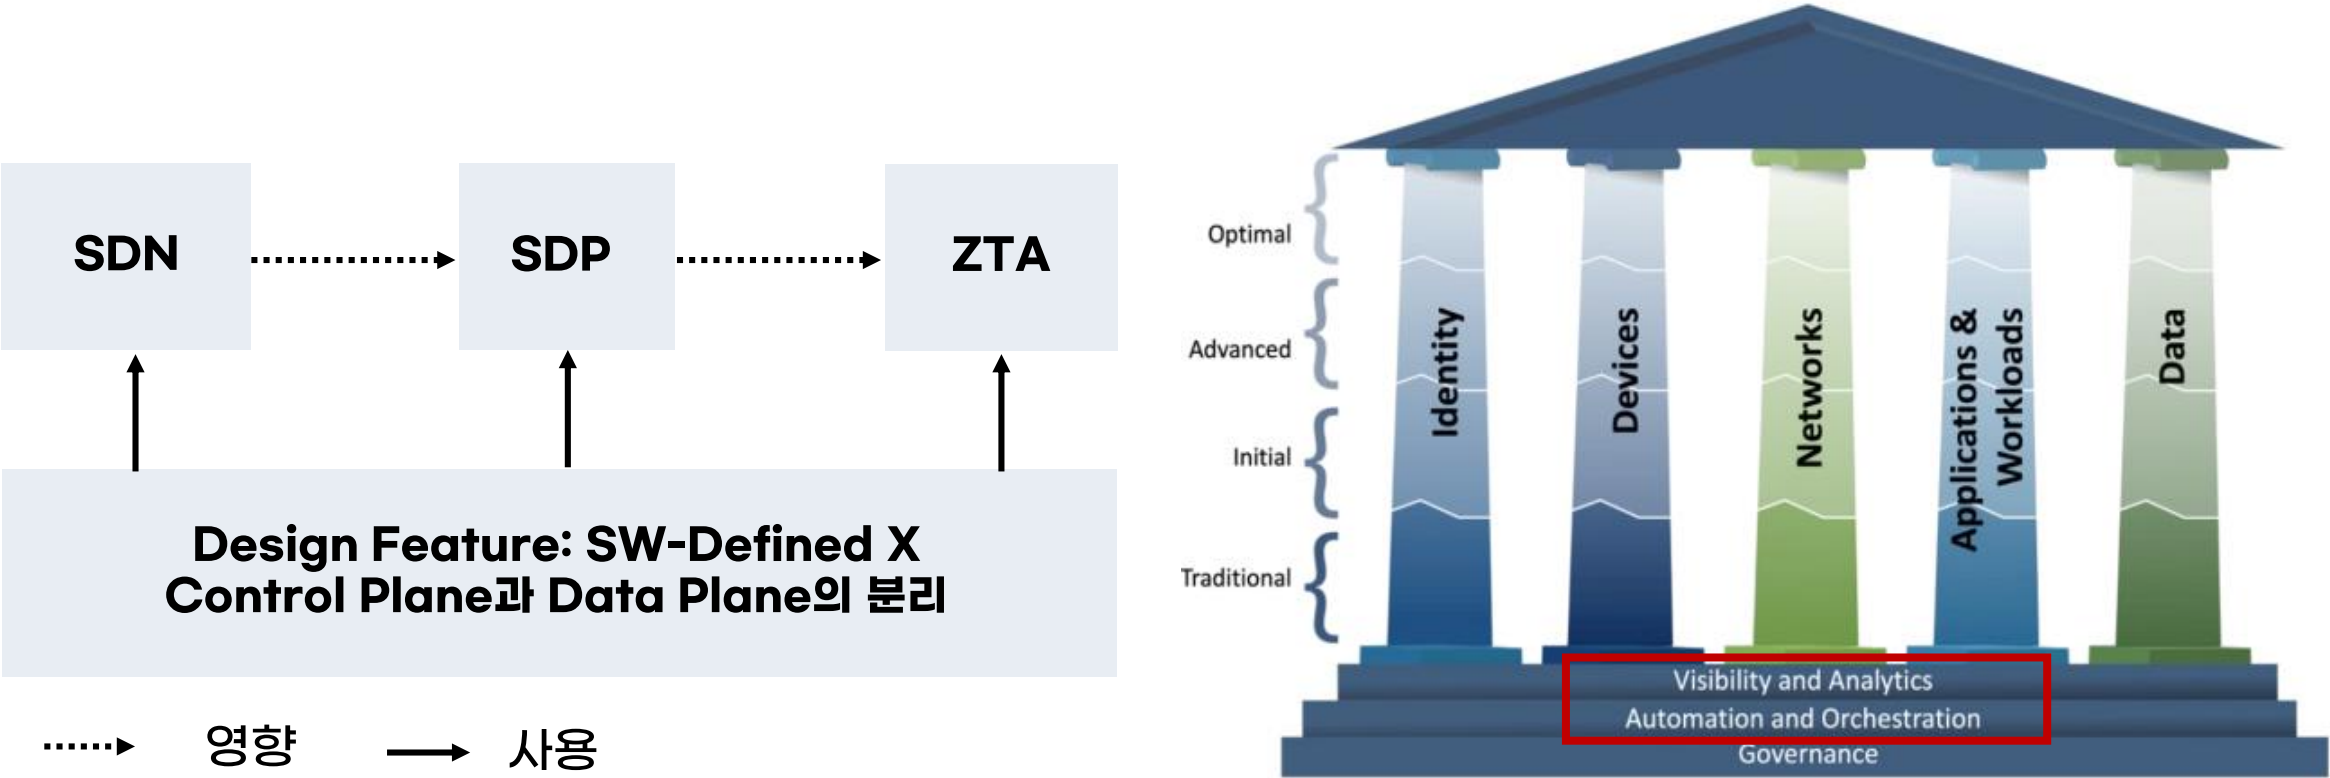 SDN
SDP
ZTA
Design Feature: SW-Defined X
Control Plane과 Data Plane의 분리
영향
사용
Optimal
Advanced
Initial
Traditional
Identity
Devices
Networks
Applications &
Workloads
Data
Visibility and Analytics
Automation and Orchestration
Governance